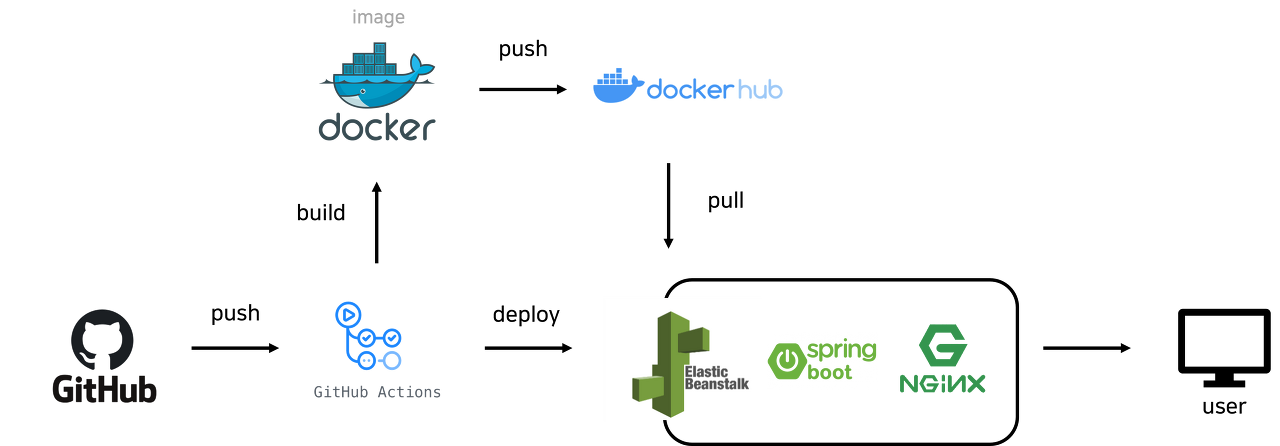 image
docker
push
docker hub
build
pull
GitHub
push
GitHub Actions
deploy
Elastic
Beanstalk
spring
boot
NGiNX
user